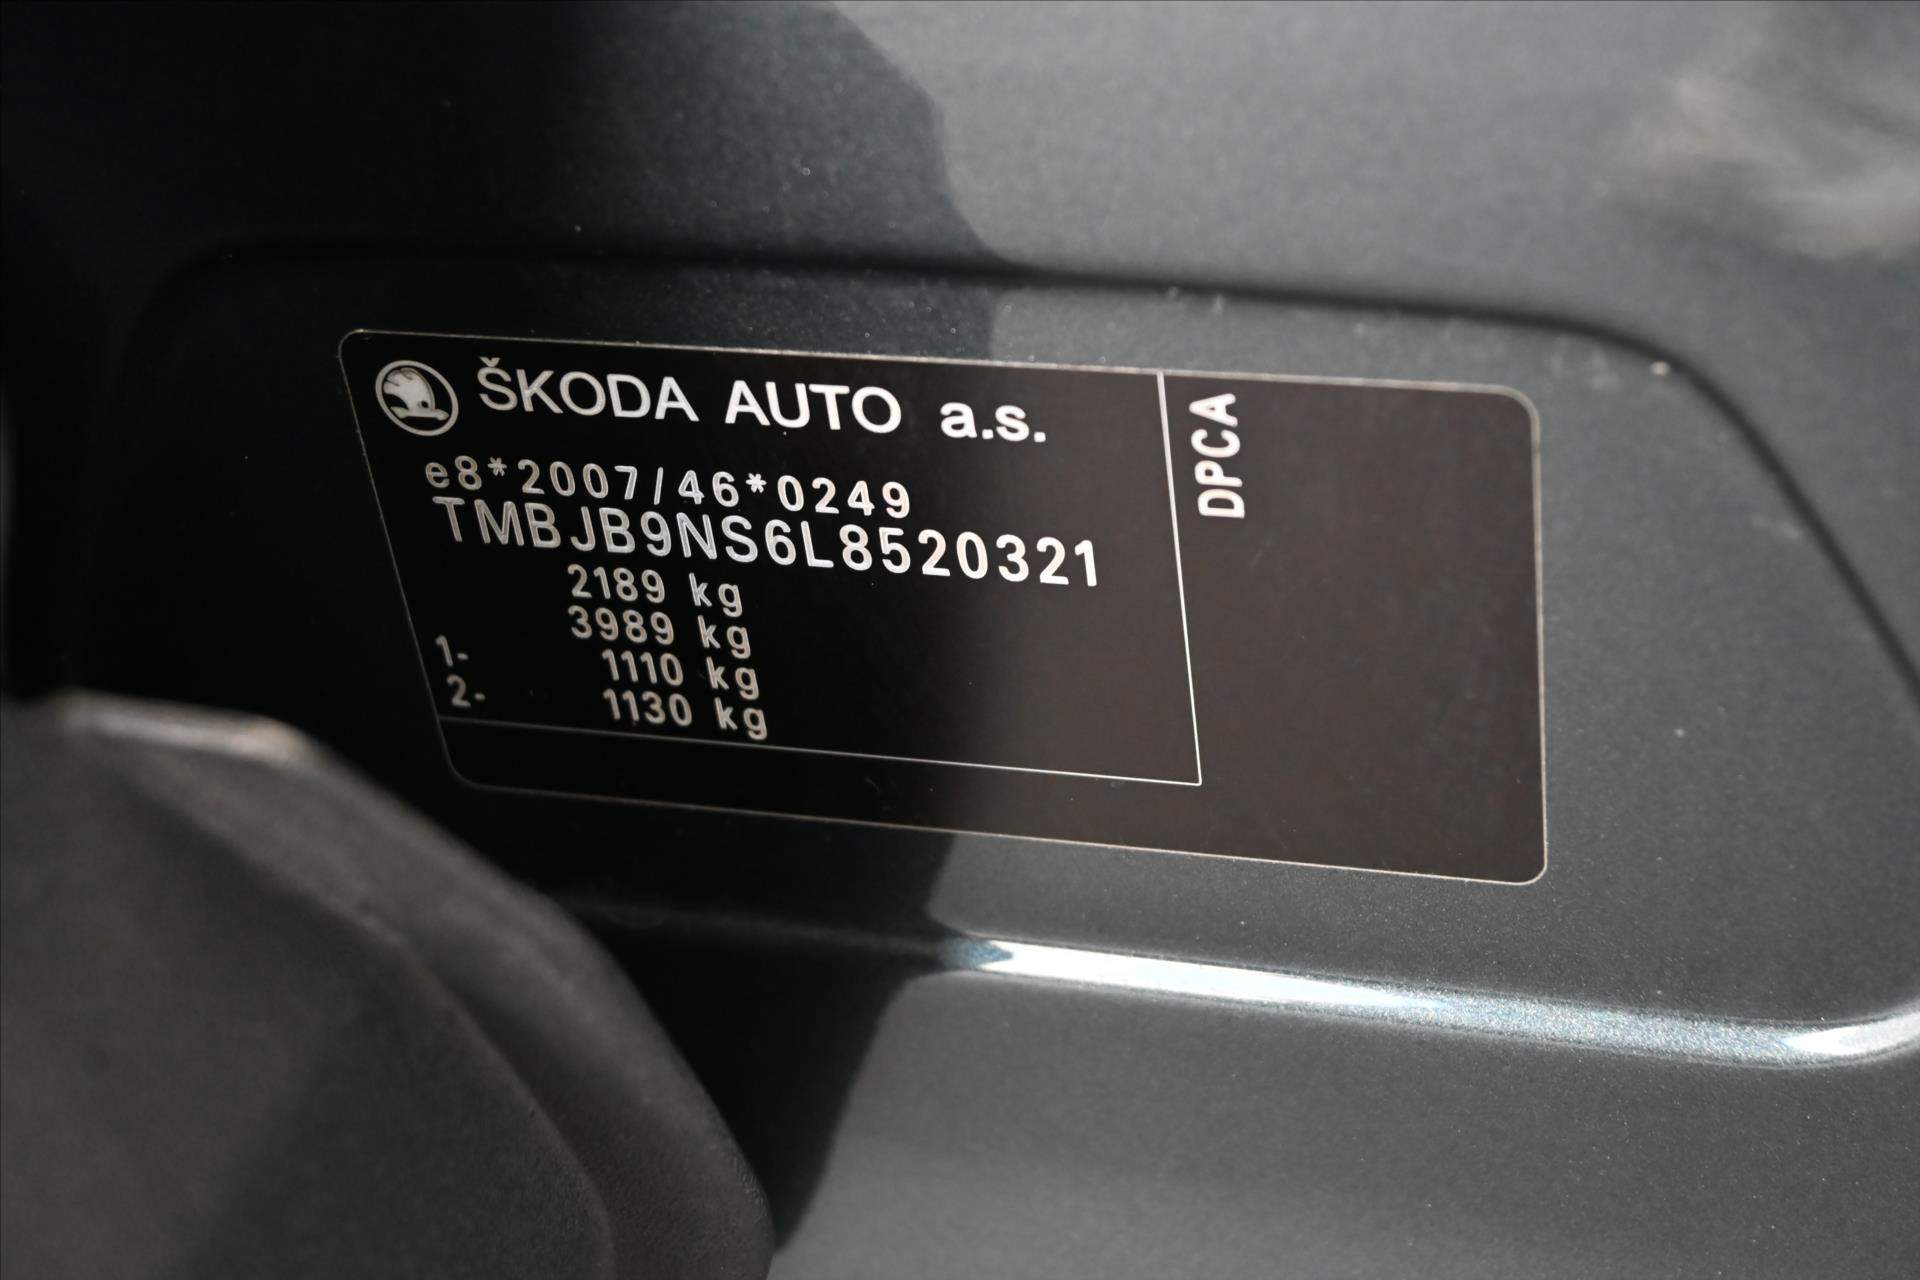 ŠKODA AUTO a.s.
e8*2007/46*0249
TMBJB9NS6L8520321
2189 kg
3989 kg
1- 1110 kg
2- 1130 kg
DPCA